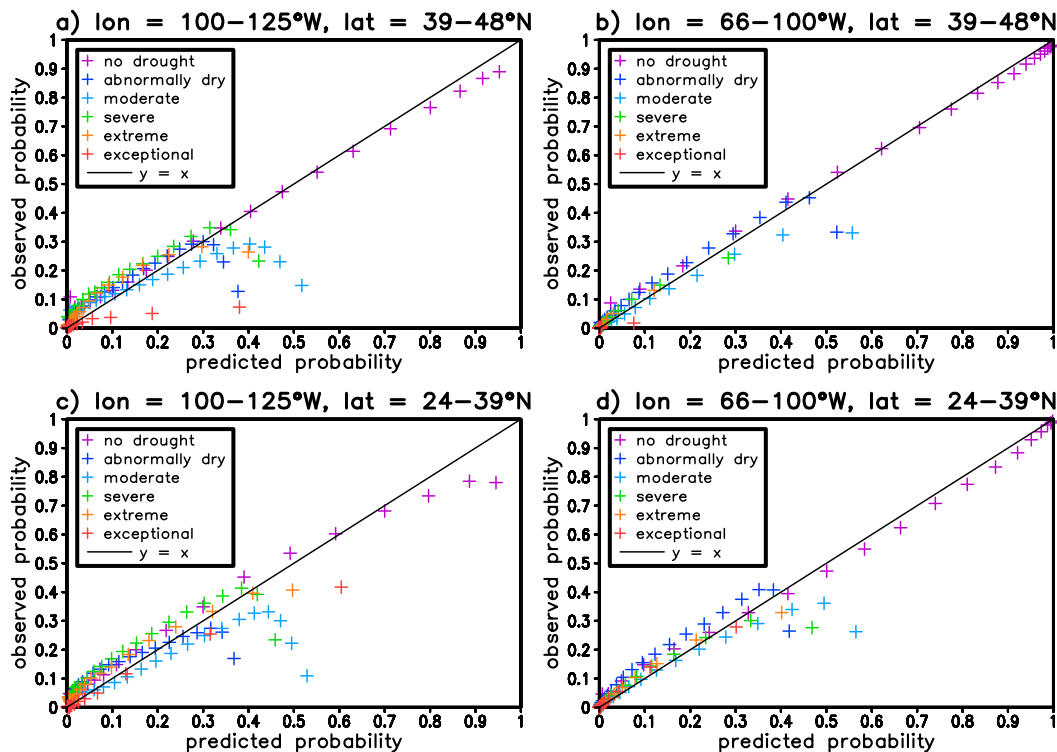 a) lon = 100–125°W, lat = 39–48°N
observed probability
1
0.9
0.8
0.7
0.6
0.5
0.4
0.3
0.2
0.1
0
no drought
abnormally dry
moderate
severe
extreme
exceptional
y = x
0 0.1 0.2 0.3 0.4 0.5 0.6 0.7 0.8 0.9 1
predicted probability
b) lon = 66–100°W, lat = 39–48°N
observed probability
1
0.9
0.8
0.7
0.6
0.5
0.4
0.3
0.2
0.1
0
no drought
abnormally dry
moderate
severe
extreme
exceptional
y = x
0 0.1 0.2 0.3 0.4 0.5 0.6 0.7 0.8 0.9 1
predicted probability
c) lon = 100–125°W, lat = 24–39°N
observed probability
1
0.9
0.8
0.7
0.6
0.5
0.4
0.3
0.2
0.1
0
no drought
abnormally dry
moderate
severe
extreme
exceptional
y = x
0 0.1 0.2 0.3 0.4 0.5 0.6 0.7 0.8 0.9 1
predicted probability
d) lon = 66–100°W, lat = 24–39°N
observed probability
1
0.9
0.8
0.7
0.6
0.5
0.4
0.3
0.2
0.1
0
no drought
abnormally dry
moderate
severe
extreme
exceptional
y = x
0 0.1 0.2 0.3 0.4 0.5 0.6 0.7 0.8 0.9 1
predicted probability